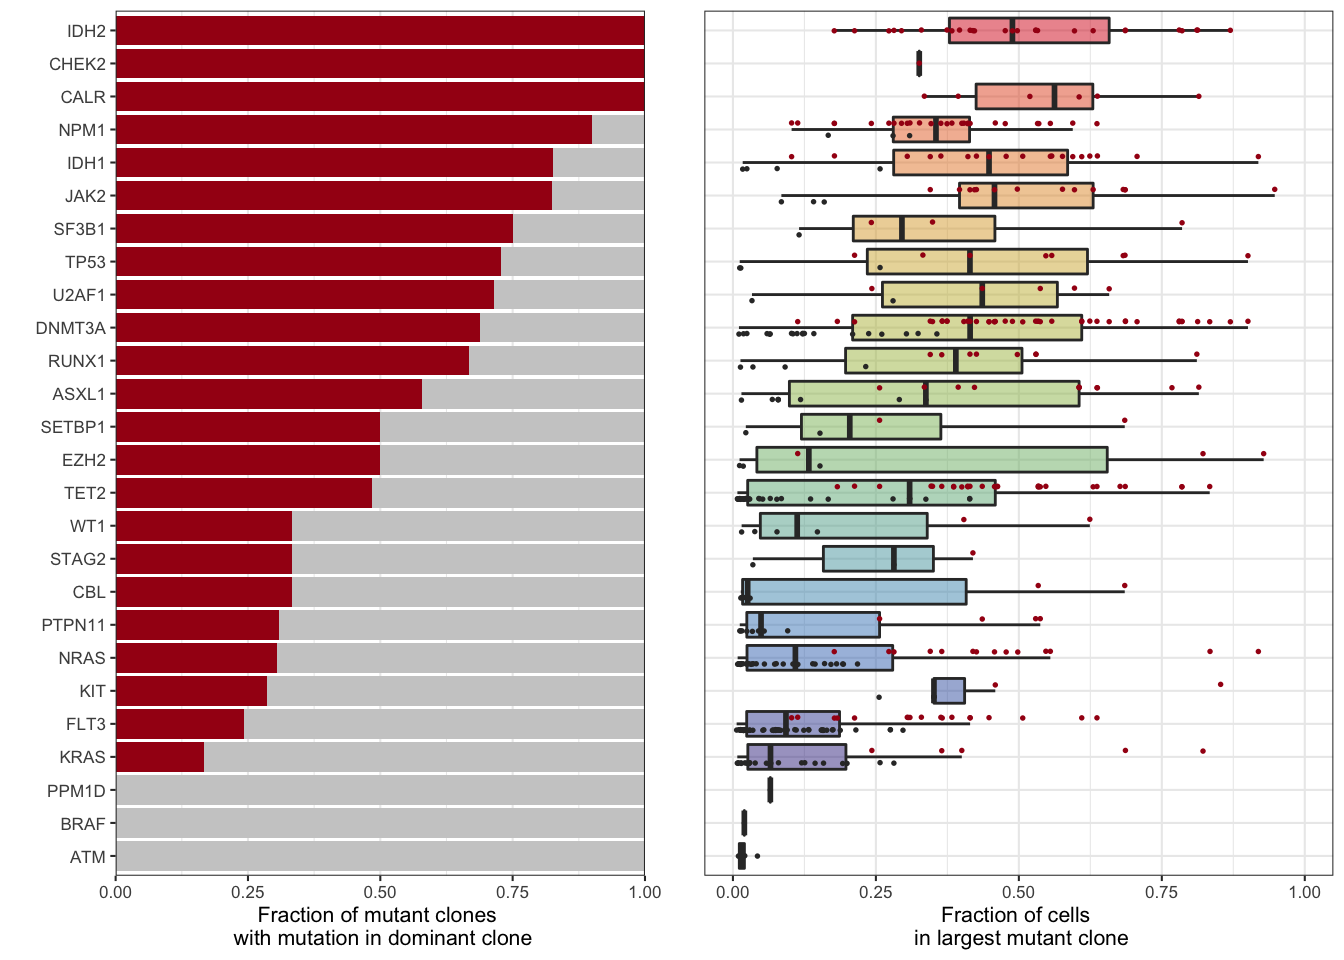 IDH2
CHEK2
CALR
NPM1
IDH1
JAK2
SF3B1
TP53
U2AF1
DNMT3A
RUNX1
ASXL1
SETBP1
EZH2
TET2
WT1
STAG2
CBL
PTPN11
NRAS
KIT
FLT3
KRAS
PPM1D
BRAF
ATM
0.00 0.25 0.50 0.75 1.00
Fraction of mutant clones
with mutation in dominant clone
0.00 0.25 0.50 0.75 1.00
Fraction of cells
in largest mutant clone